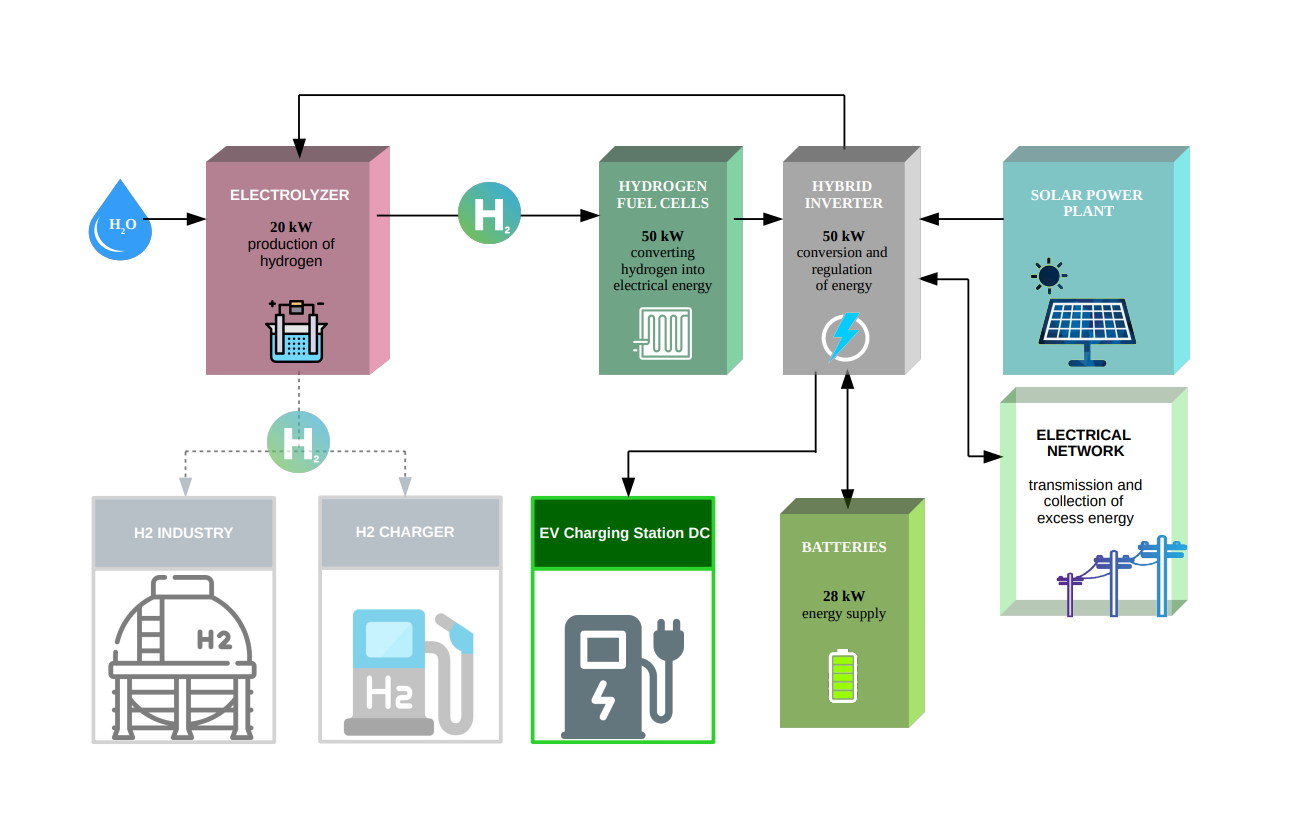 H₂O
ELECTROLYZER
20 kW
production of
hydrogen
+ −
H₂
HYDROGEN
FUEL CELLS
50 kW
converting
hydrogen into
electrical energy
HYBRID
INVERTER
50 kW
conversion and
regulation
of energy
SOLAR POWER
PLANT
ELECTRICAL
NETWORK
transmission and
collection of
excess energy
H₂
H2 INDUSTRY
H2
H2 CHARGER
H2
EV Charging Station DC
BATTERIES
28 kW
energy supply